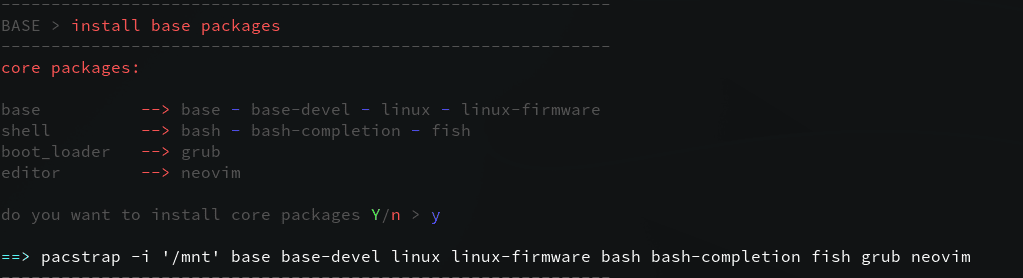 -------------------------------------------------------------
BASE > install base packages
-------------------------------------------------------------
core packages:
base --> base - base-devel - linux - linux-firmware
shell --> bash - bash-completion - fish
boot_loader --> grub
editor --> neovim
do you want to install core packages Y/n > y
==> pacstrap -i '/mnt' base base-devel linux linux-firmware bash bash-completion fish grub neovim
-------------------------------------------------------------